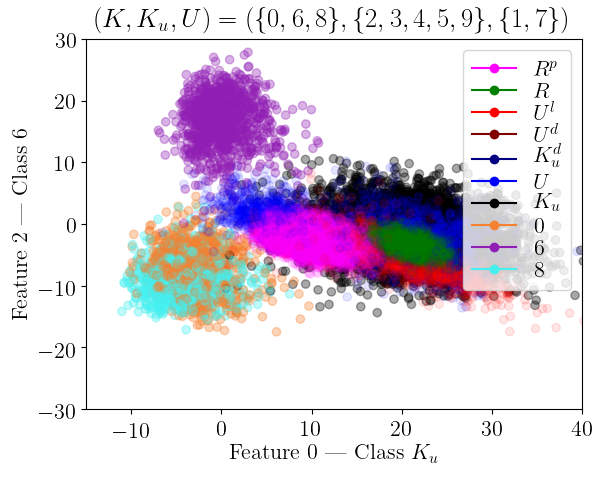 (K, K_u, U) = ({0, 6, 8}, {2, 3, 4, 5, 9}, {1, 7})
30
20
10
0
−10
−20
−30
Feature 2 — Class 6
R^p
R
U^l
U^d
K_u^d
U
K_u
0
6
8
−10
0
10
20
30
40
Feature 0 — Class K_u